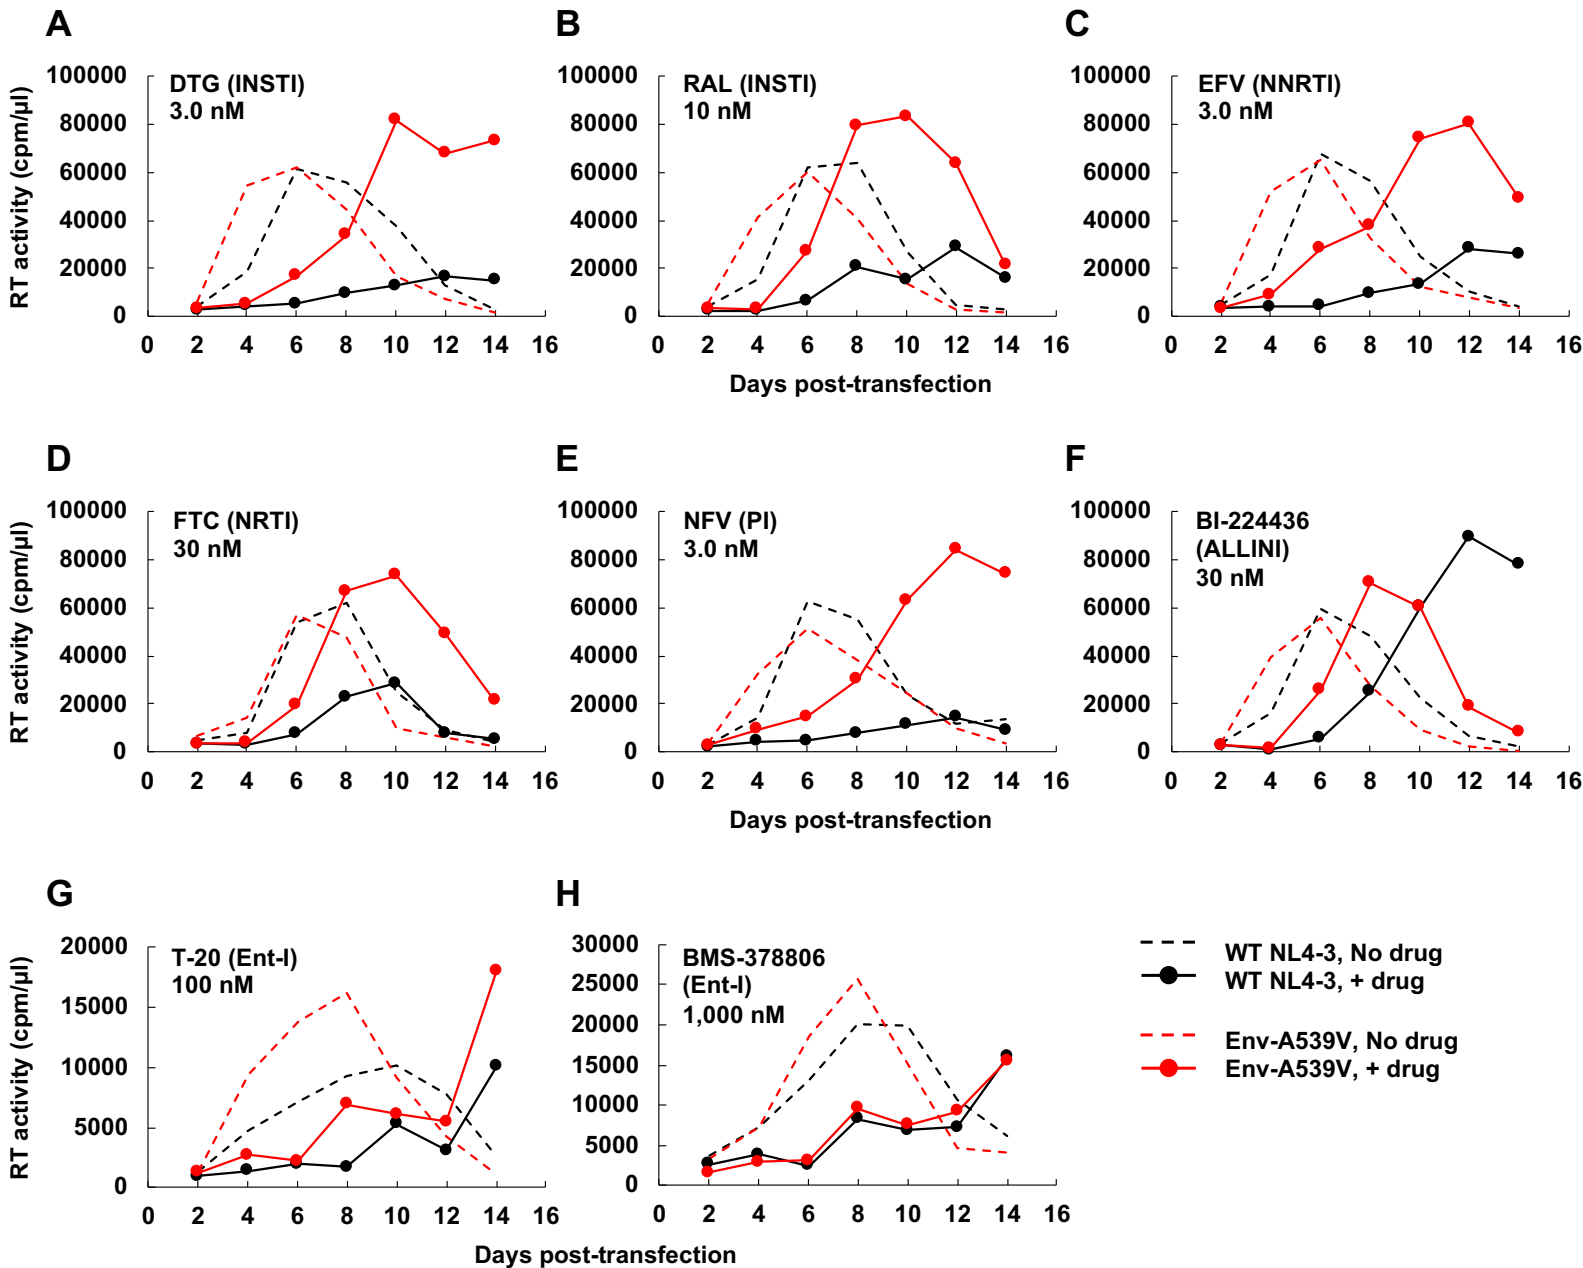 A
DTG (INSTI)
3.0 nM
RT activity (cpm/µl)
100000
80000
60000
40000
20000
0
0 2 4 6 8 10 12 14 16
B
RAL (INSTI)
10 nM
100000
80000
60000
40000
20000
0
0 2 4 6 8 10 12 14 16
Days post-transfection
C
EFV (NNRTI)
3.0 nM
100000
80000
60000
40000
20000
0
0 2 4 6 8 10 12 14 16
D
FTC (NRTI)
30 nM
RT activity (cpm/µl)
100000
80000
60000
40000
20000
0
0 2 4 6 8 10 12 14 16
E
NFV (PI)
3.0 nM
100000
80000
60000
40000
20000
0
0 2 4 6 8 10 12 14 16
Days post-transfection
F
BI-224436
(ALLINI)
30 nM
100000
80000
60000
40000
20000
0
0 2 4 6 8 10 12 14 16
G
T-20 (Ent-I)
100 nM
RT activity (cpm/µl)
20000
15000
10000
5000
0
0 2 4 6 8 10 12 14 16
H
BMS-378806
(Ent-I)
1,000 nM
30000
25000
20000
15000
10000
5000
0
0 2 4 6 8 10 12 14 16
Days post-transfection
WT NL4-3, No drug
WT NL4-3, + drug
Env-A539V, No drug
Env-A539V, + drug